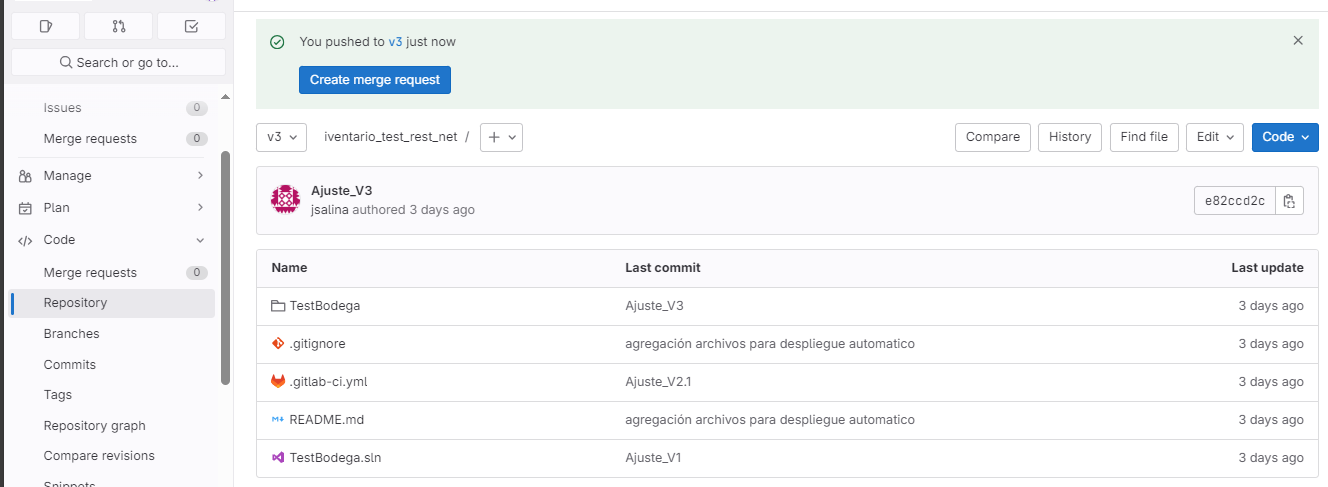 You pushed to v3 just now
Create merge request
Search or go to...
Issues 0
Merge requests 0
Manage
Plan
Code
Merge requests 0
Repository
Branches
Commits
Tags
Repository graph
Compare revisions
Snippets
v3 iventario_test_rest_net / +
Compare History Find file Edit Code
Ajuste_V3
jsalina authored 3 days ago
e82ccd2c
Name Last commit Last update
TestBodega Ajuste_V3 3 days ago
.gitignore agregación archivos para despliegue automatico 3 days ago
.gitlab-ci.yml Ajuste_V2.1 3 days ago
README.md agregación archivos para despliegue automatico 3 days ago
TestBodega.sln Ajuste_V1 3 days ago